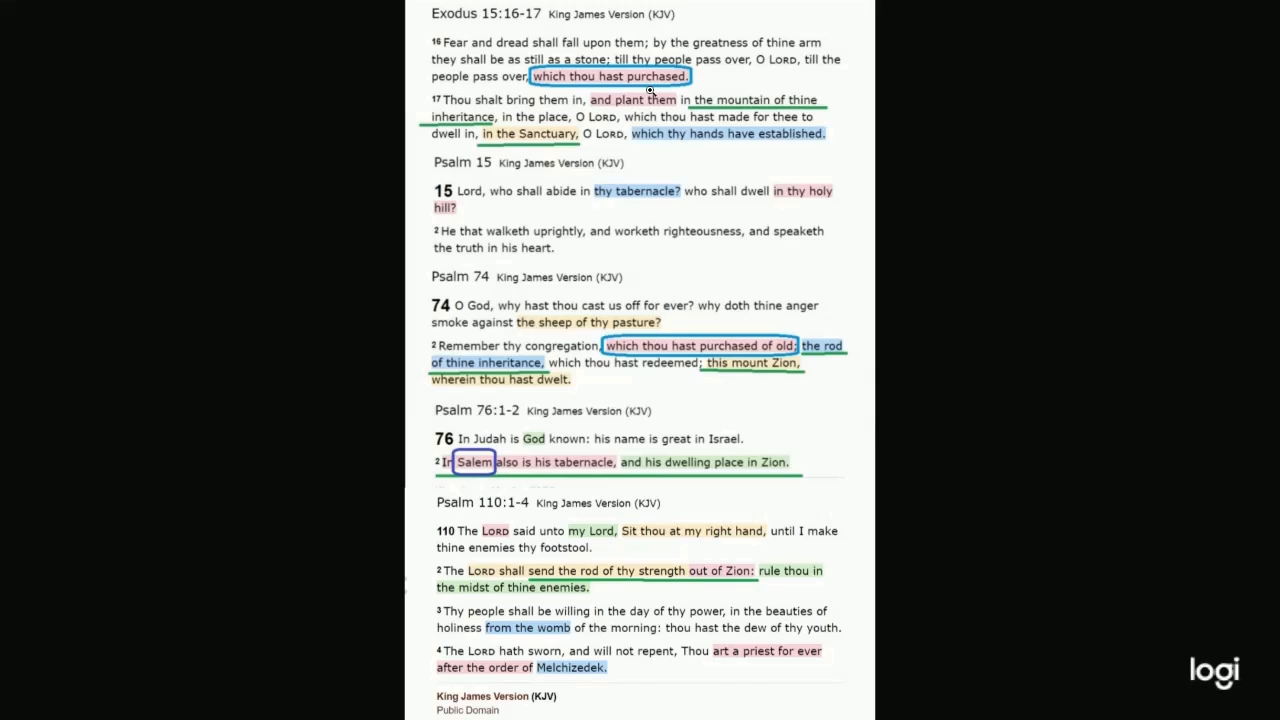 Exodus 15:16-17 King James Version (KJV)
16 Fear and dread shall fall upon them; by the greatness of thine arm
they shall be as still as a stone; till thy people pass over, O LORD, till the
people pass over, which thou hast purchased.
17 Thou shalt bring them in, and plant them in the mountain of thine
inheritance, in the place, O LORD, which thou hast made for thee to
dwell in, in the Sanctuary, O LORD, which thy hands have established.
Psalm 15 King James Version (KJV)
15 Lord, who shall abide in thy tabernacle? who shall dwell in thy holy
hill?
2 He that walketh uprightly, and worketh righteousness, and speaketh
the truth in his heart.
Psalm 74 King James Version (KJV)
74 O God, why hast thou cast us off for ever? why doth thine anger
smoke against the sheep of thy pasture?
2 Remember thy congregation, which thou hast purchased of old; the rod
of thine inheritance, which thou hast redeemed; this mount Zion,
wherein thou hast dwelt.
Psalm 76:1-2 King James Version (KJV)
76 In Judah is God known: his name is great in Israel.
2 In Salem also is his tabernacle, and his dwelling place in Zion.
Psalm 110:1-4 King James Version (KJV)
110 The LORD said unto my Lord, Sit thou at my right hand, until I make
thine enemies thy footstool.
2 The LORD shall send the rod of thy strength out of Zion: rule thou in
the midst of thine enemies.
3 Thy people shall be willing in the day of thy power, in the beauties of
holiness from the womb of the morning: thou hast the dew of thy youth.
4 The LORD hath sworn, and will not repent, Thou art a priest for ever
after the order of Melchizedek.
King James Version (KJV)
Public Domain
logi